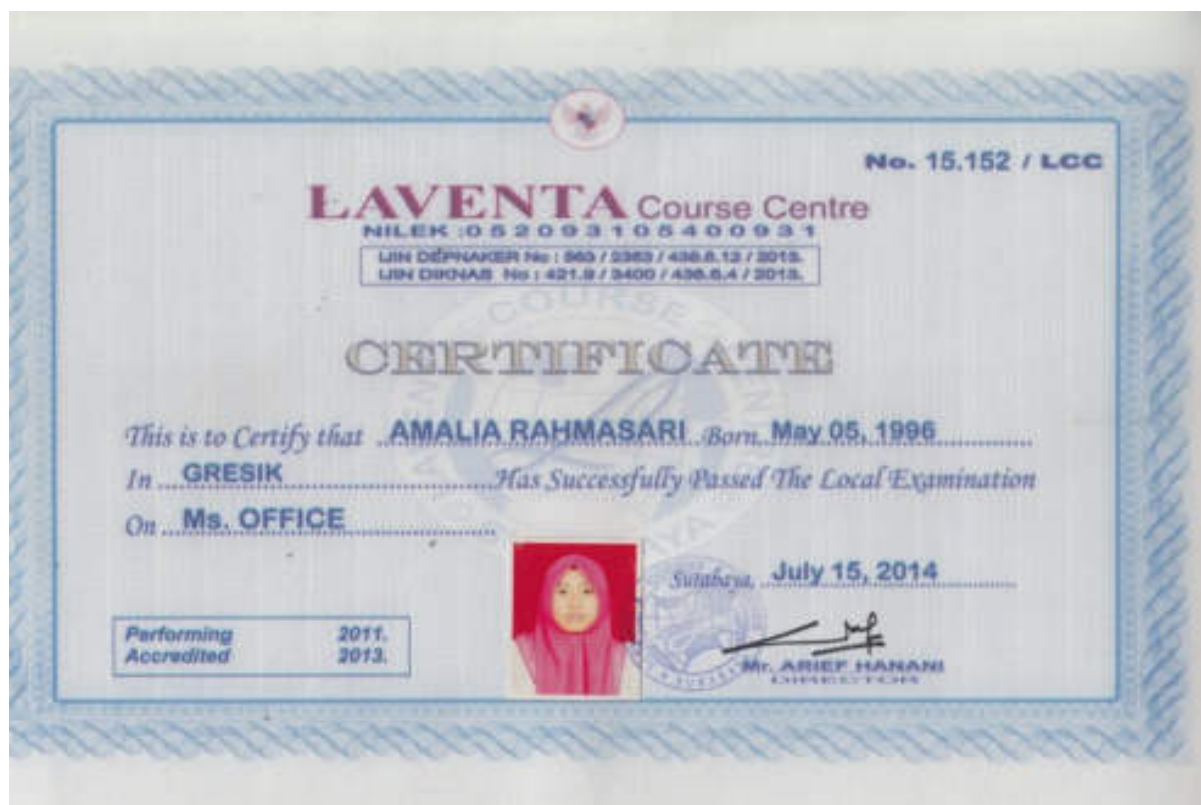 No. 15.152 / LCC
ŁAVENTA Course Centre
NILEK :052093105400931
IJIN DEPNAKER No : 563 / 2363 / 436.6.12 / 2013.
IJIN DIKNAS No : 421.9 / 3400 / 436.6.4 / 2013.
CERTIFICATE
This is to Certify that AMALIA RAHMASARI Born May 05, 1996
In GRESIK Has Successfully Passed The Local Examination
On Ms. OFFICE
Surabaya, July 15, 2014
Performing 2011.
Accredited 2013.
Mr. ARIEF HANANI
DIRECTOR